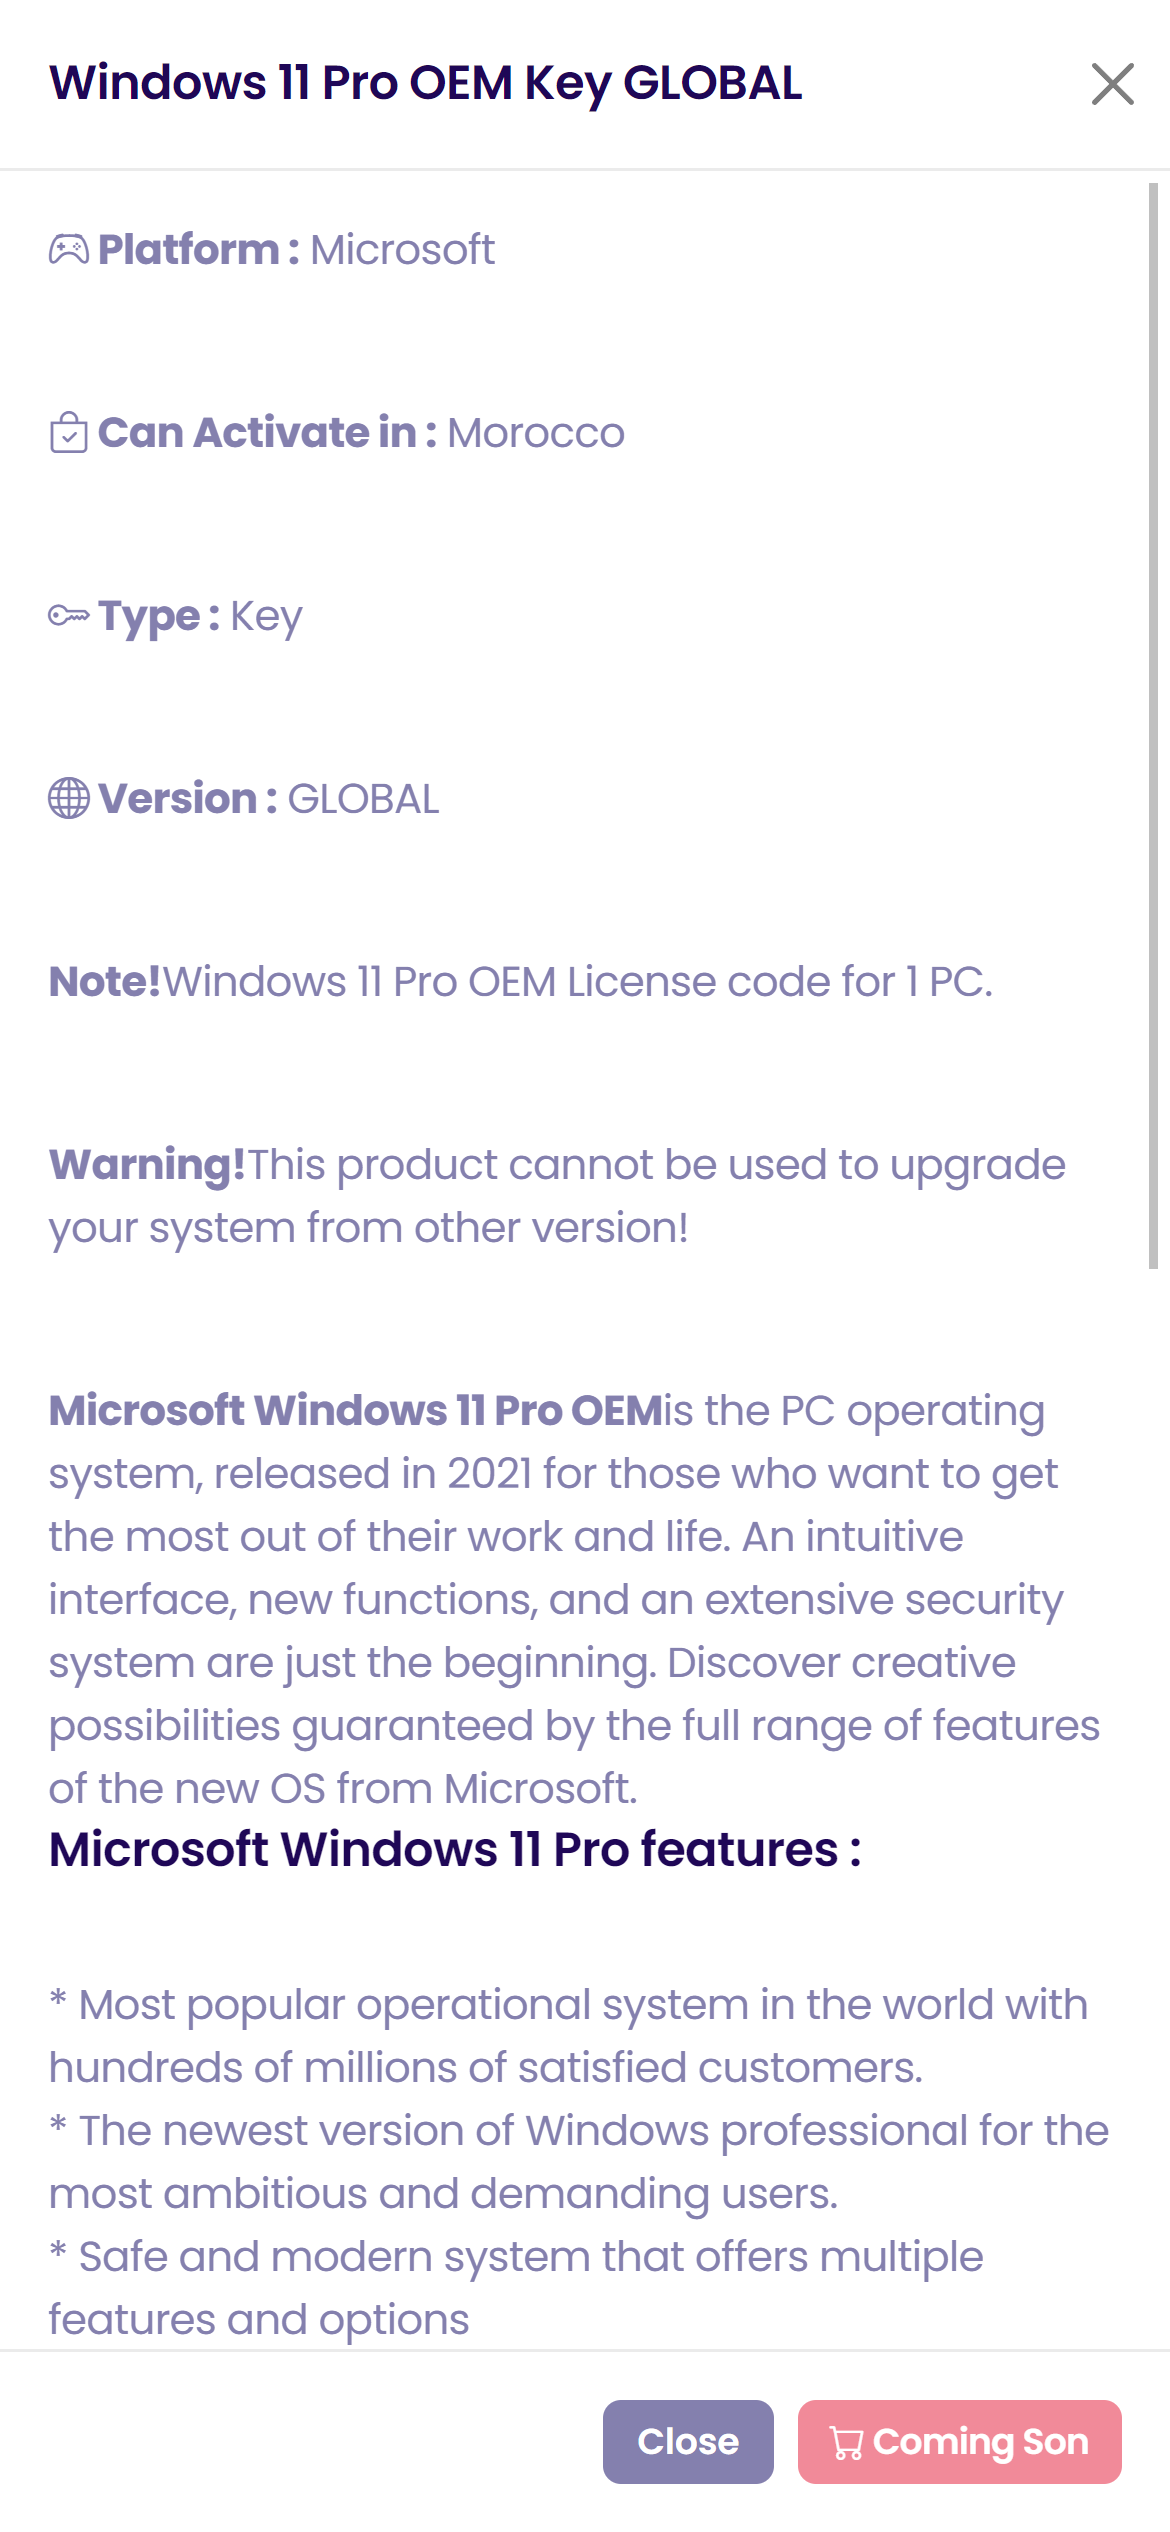 Windows 11 Pro OEM Key GLOBAL
Platform : Microsoft
Can Activate in : Morocco
Type : Key
Version : GLOBAL
Note!Windows 11 Pro OEM License code for 1 PC.
Warning!This product cannot be used to upgrade
your system from other version!
Microsoft Windows 11 Pro OEMis the PC operating
system, released in 2021 for those who want to get
the most out of their work and life. An intuitive
interface, new functions, and an extensive security
system are just the beginning. Discover creative
possibilities guaranteed by the full range of features
of the new OS from Microsoft.
Microsoft Windows 11 Pro features :
* Most popular operational system in the world with
hundreds of millions of satisfied customers.
* The newest version of Windows professional for the
most ambitious and demanding users.
* Safe and modern system that offers multiple
features and options
Close
Coming Son